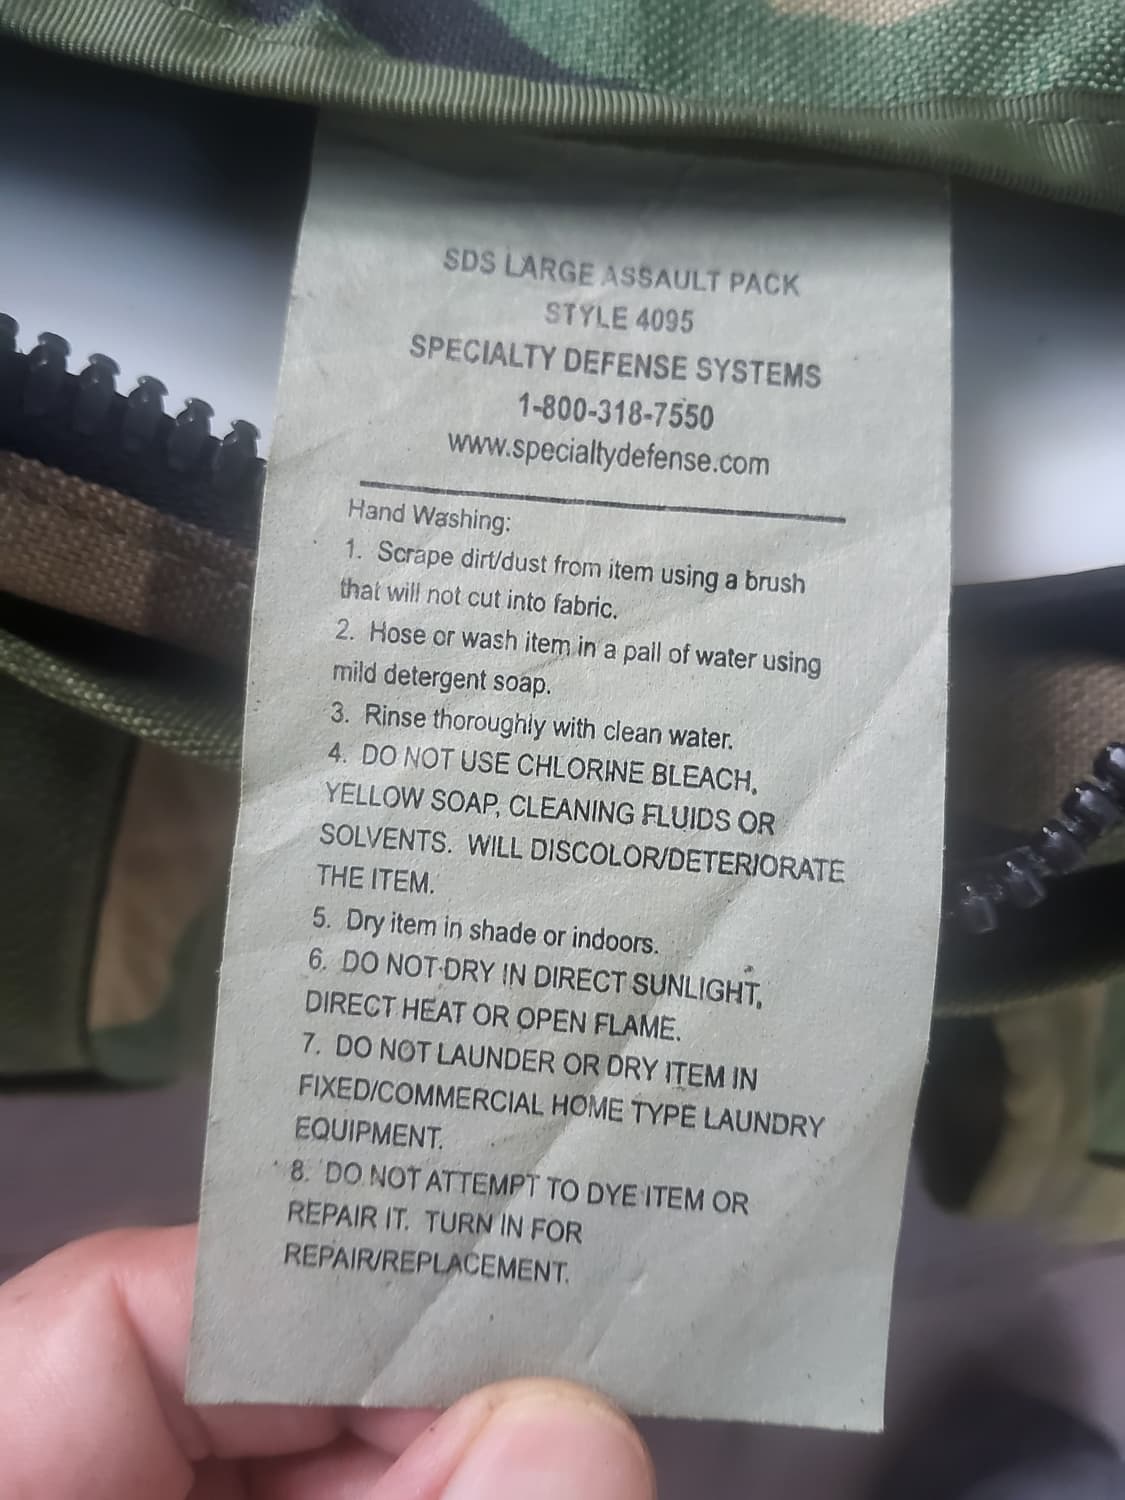 SDS LARGE ASSAULT PACK
STYLE 4095
SPECIALTY DEFENSE SYSTEMS
1-800-318-7550
www.specialtydefense.com
Hand Washing:
1. Scrape dirt/dust from item using a brush
that will not cut into fabric.
2. Hose or wash item in a pail of water using
mild detergent soap.
3. Rinse thoroughly with clean water.
4. DO NOT USE CHLORINE BLEACH,
YELLOW SOAP, CLEANING FLUIDS OR
SOLVENTS. WILL DISCOLOR/DETERIORATE
THE ITEM.
5. Dry item in shade or indoors.
6. DO NOT DRY IN DIRECT SUNLIGHT,
DIRECT HEAT OR OPEN FLAME.
7. DO NOT LAUNDER OR DRY ITEM IN
FIXED/COMMERCIAL HOME TYPE LAUNDRY
EQUIPMENT.
8. DO NOT ATTEMPT TO DYE ITEM OR
REPAIR IT. TURN IN FOR
REPAIR/REPLACEMENT.